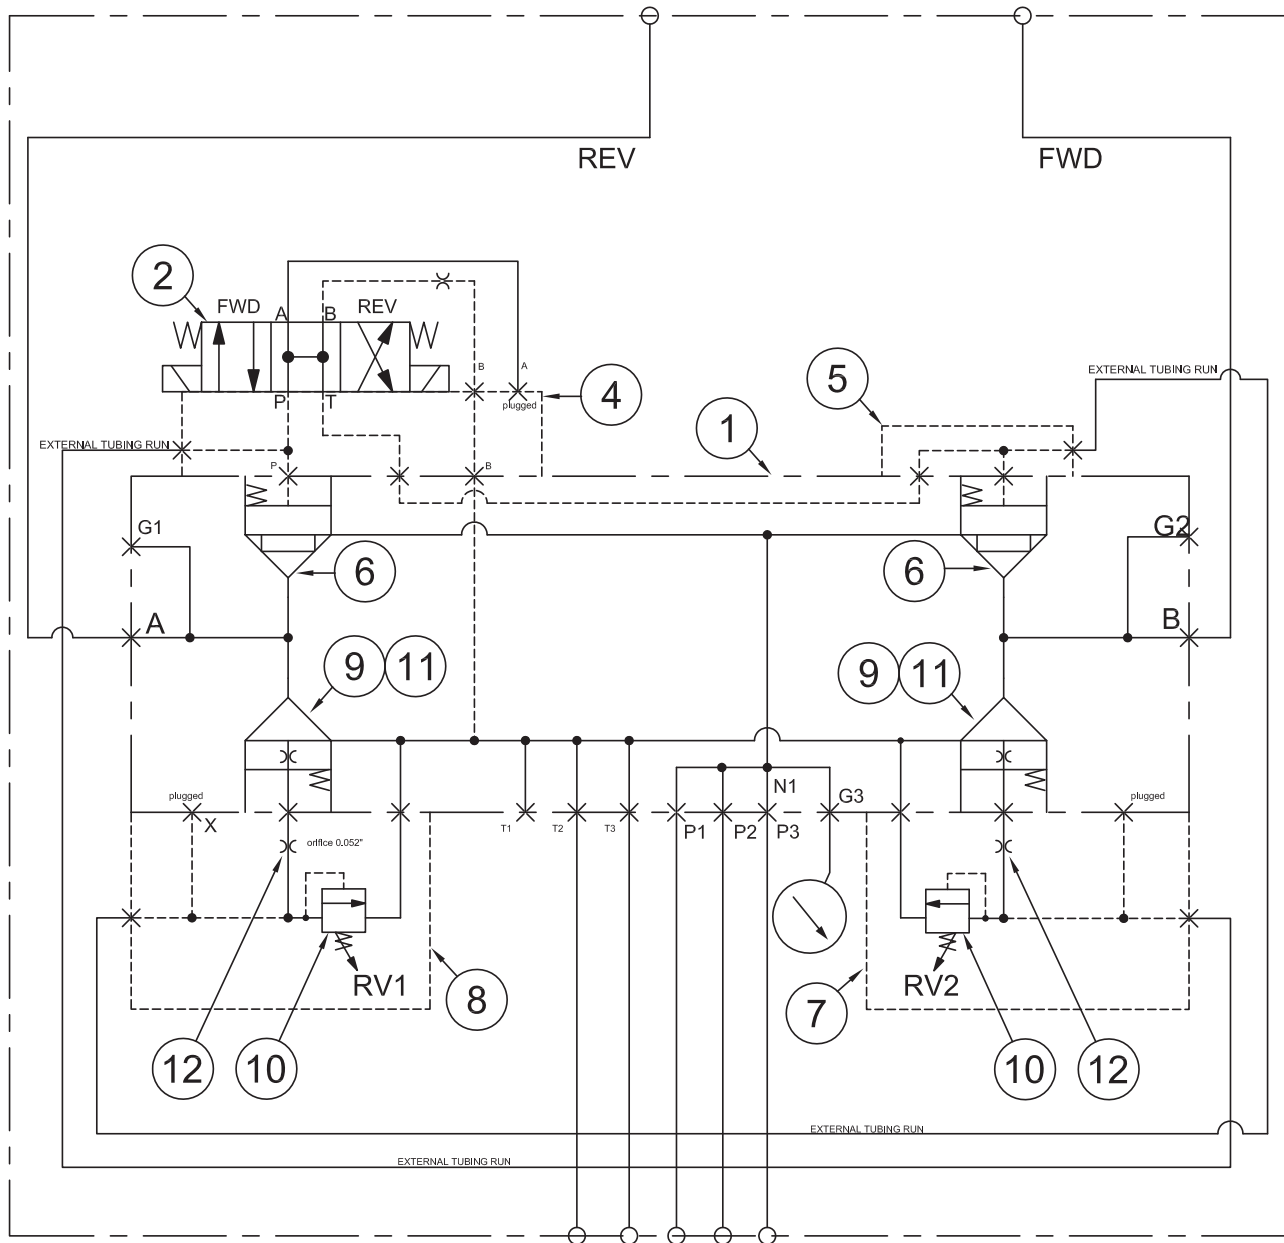 REV
FWD
2
FWD
A
B
REV
B
A
plugged
4
5
EXTERNAL TUBING RUN
P
T
1
EXTERNAL TUBING RUN
P
B
G1
G2
6
6
A
B
9
11
9
11
plugged
X
N1
G3
plugged
T1
T2
T3
P1
P2
P3
orifice 0.052"
RV1
8
7
RV2
12
10
10
12
EXTERNAL TUBING RUN
EXTERNAL TUBING RUN